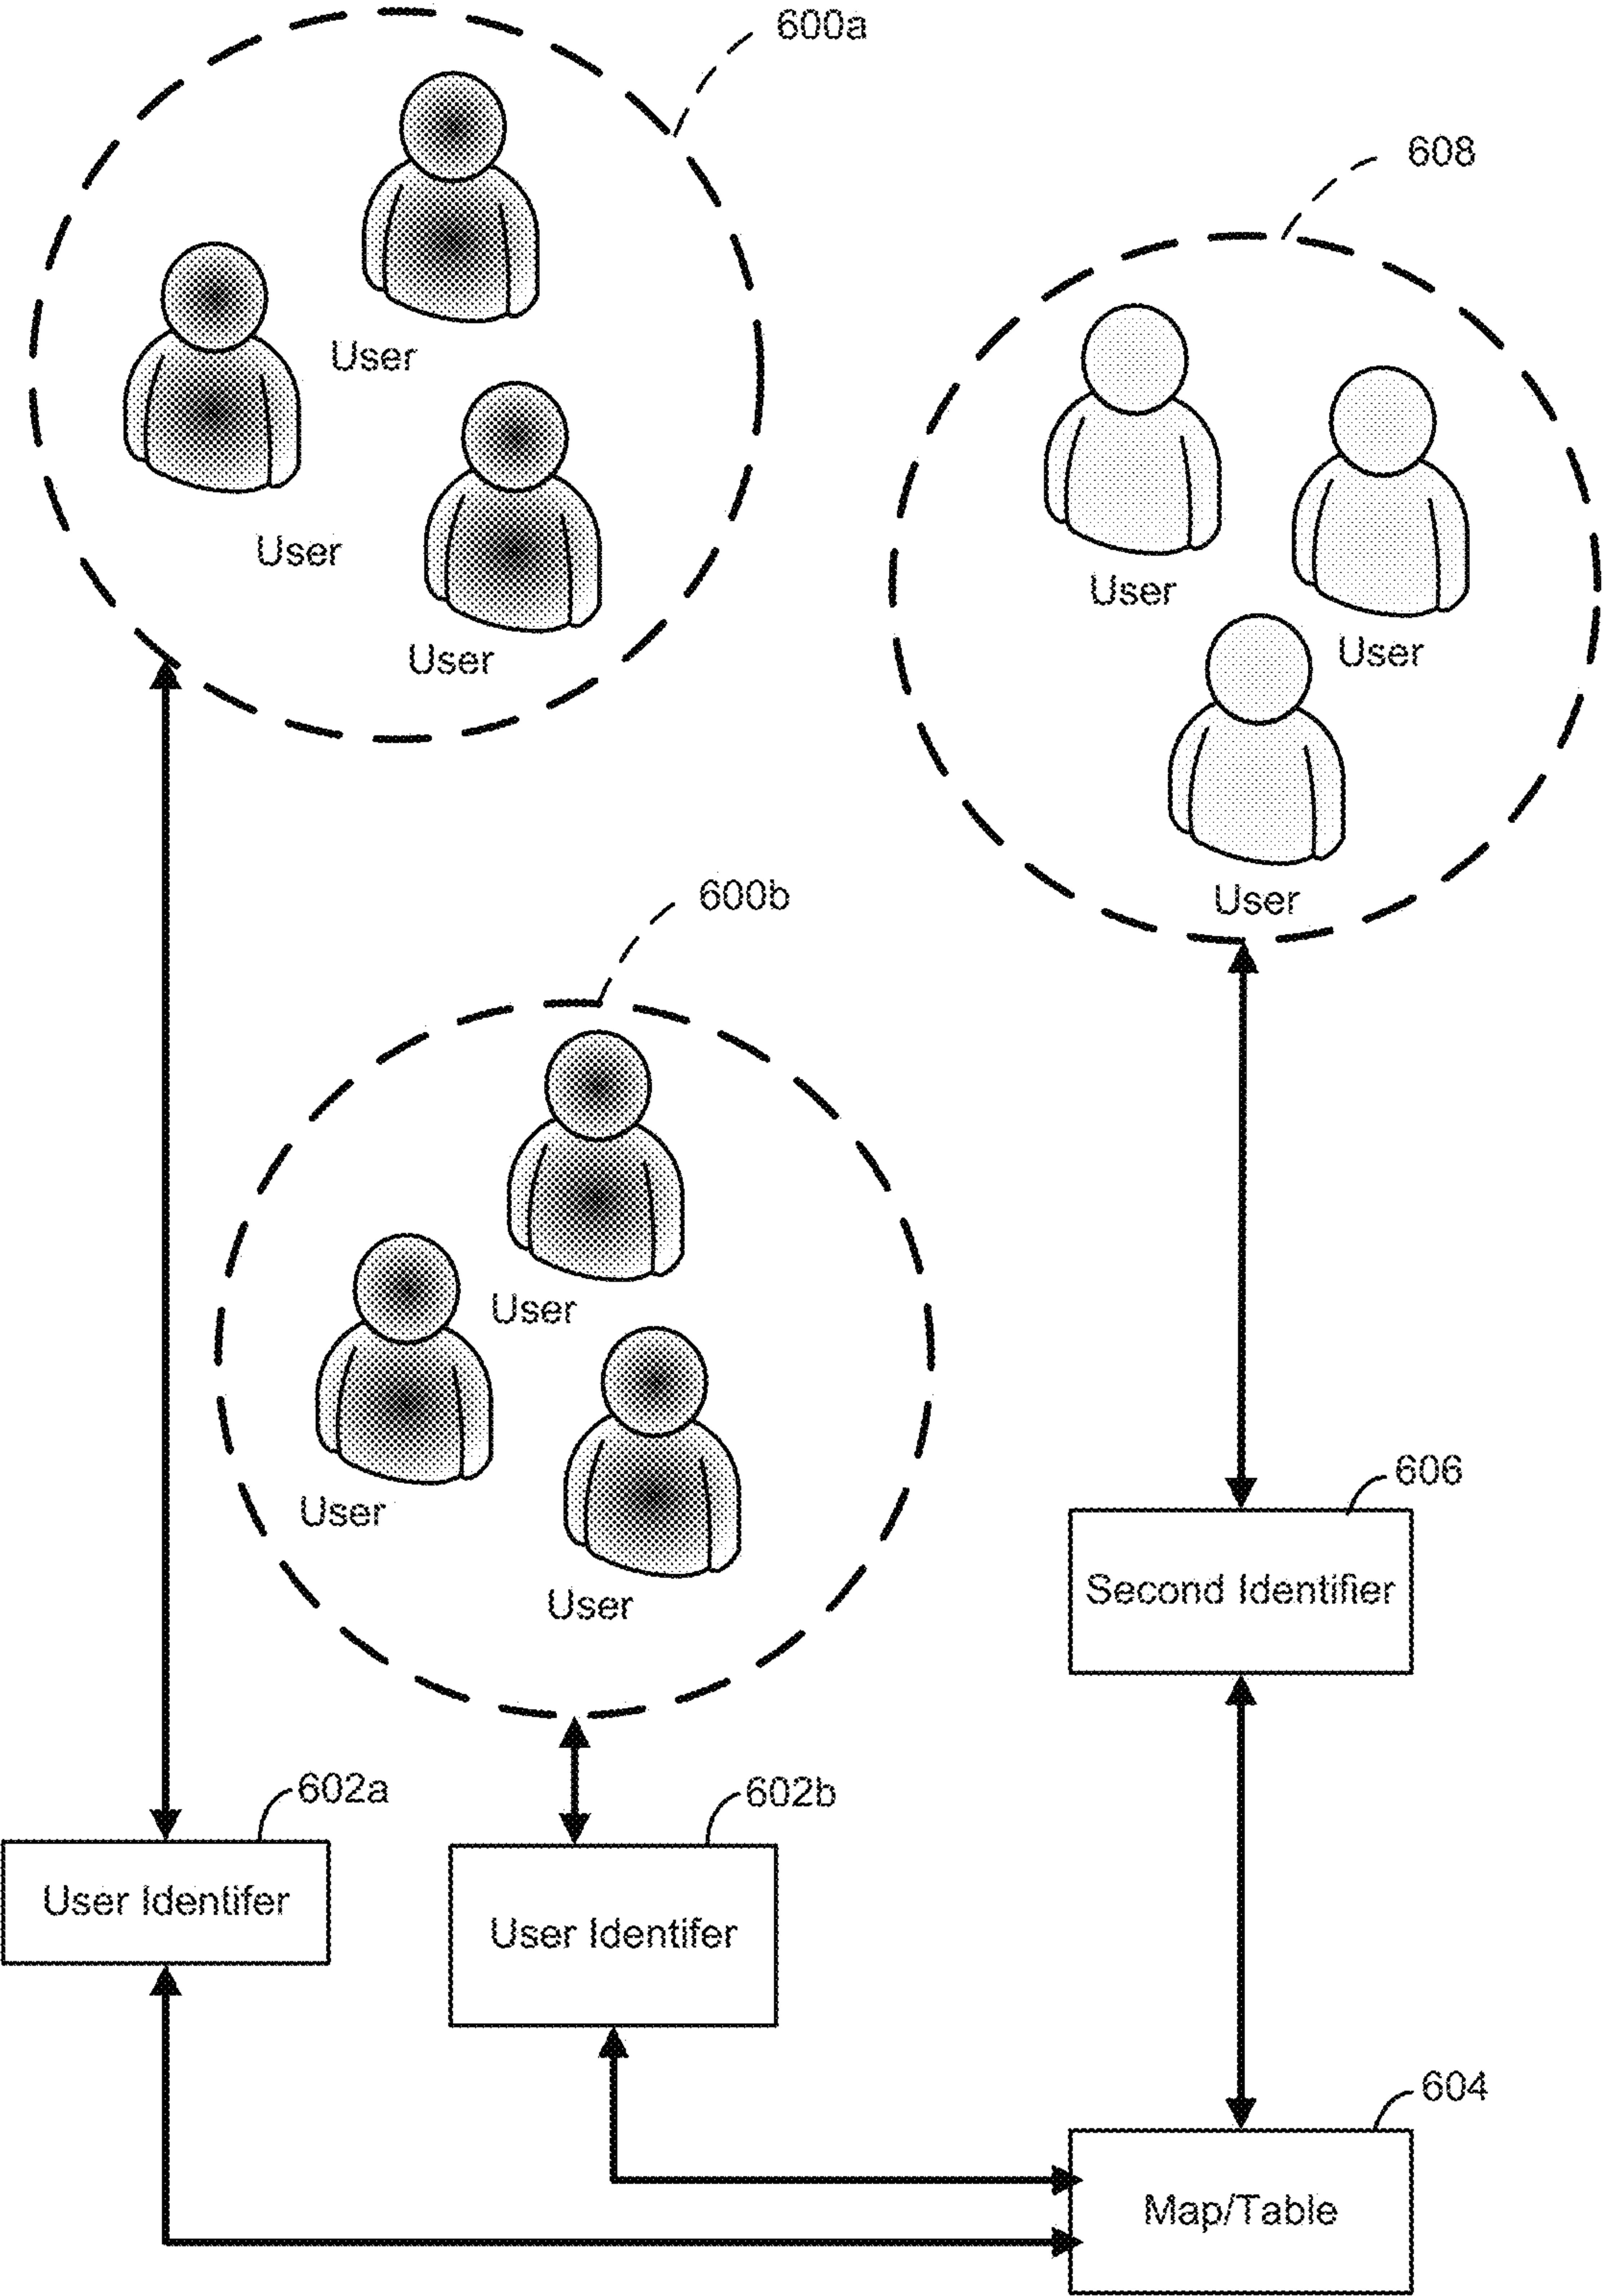 600a
608
User
User
User
User
User
User
600b
User
User
User
606
Second Identifier
602a
602b
User Identifer
User Identifer
604
Map/Table